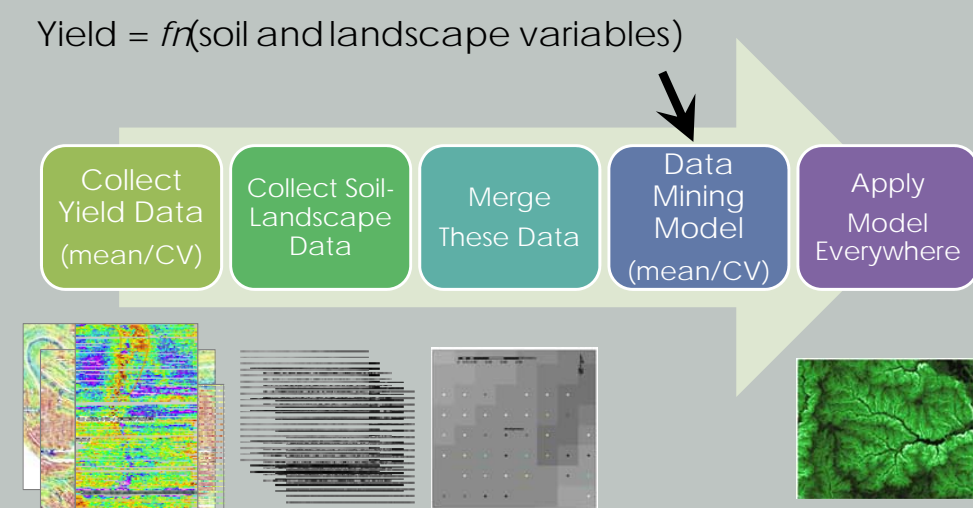 Yield = fn(soil and landscape variables)
Collect
Yield Data
(mean/CV)
Collect Soil-
Landscape
Data
Merge
These Data
Data
Mining
Model
(mean/CV)
Apply
Model
Everywhere